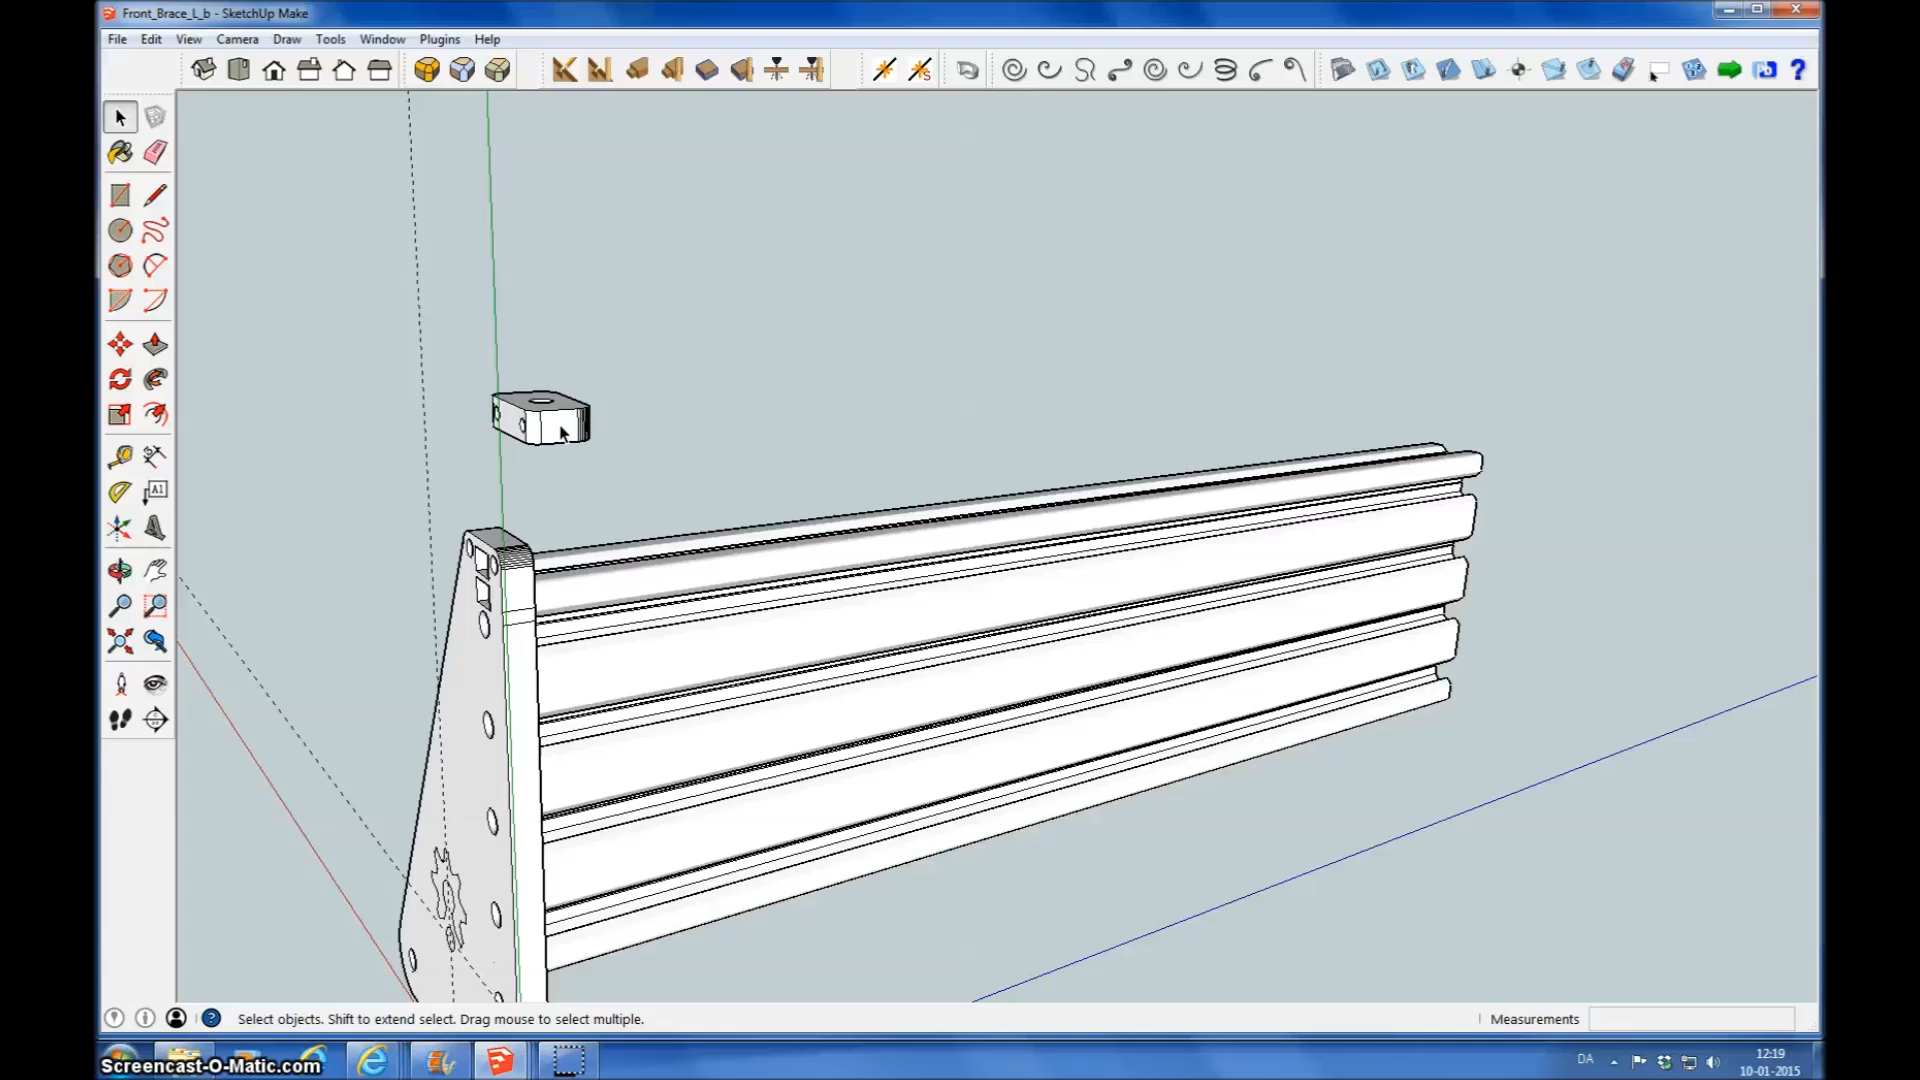 Front_Brace_L_b - SketchUp Make
File Edit View Camera Draw Tools Window Plugins Help
A1
Select objects. Shift to extend select. Drag mouse to select multiple.
Measurements
Screencast-O-Matic.com
DA
12:19
10-01-2015